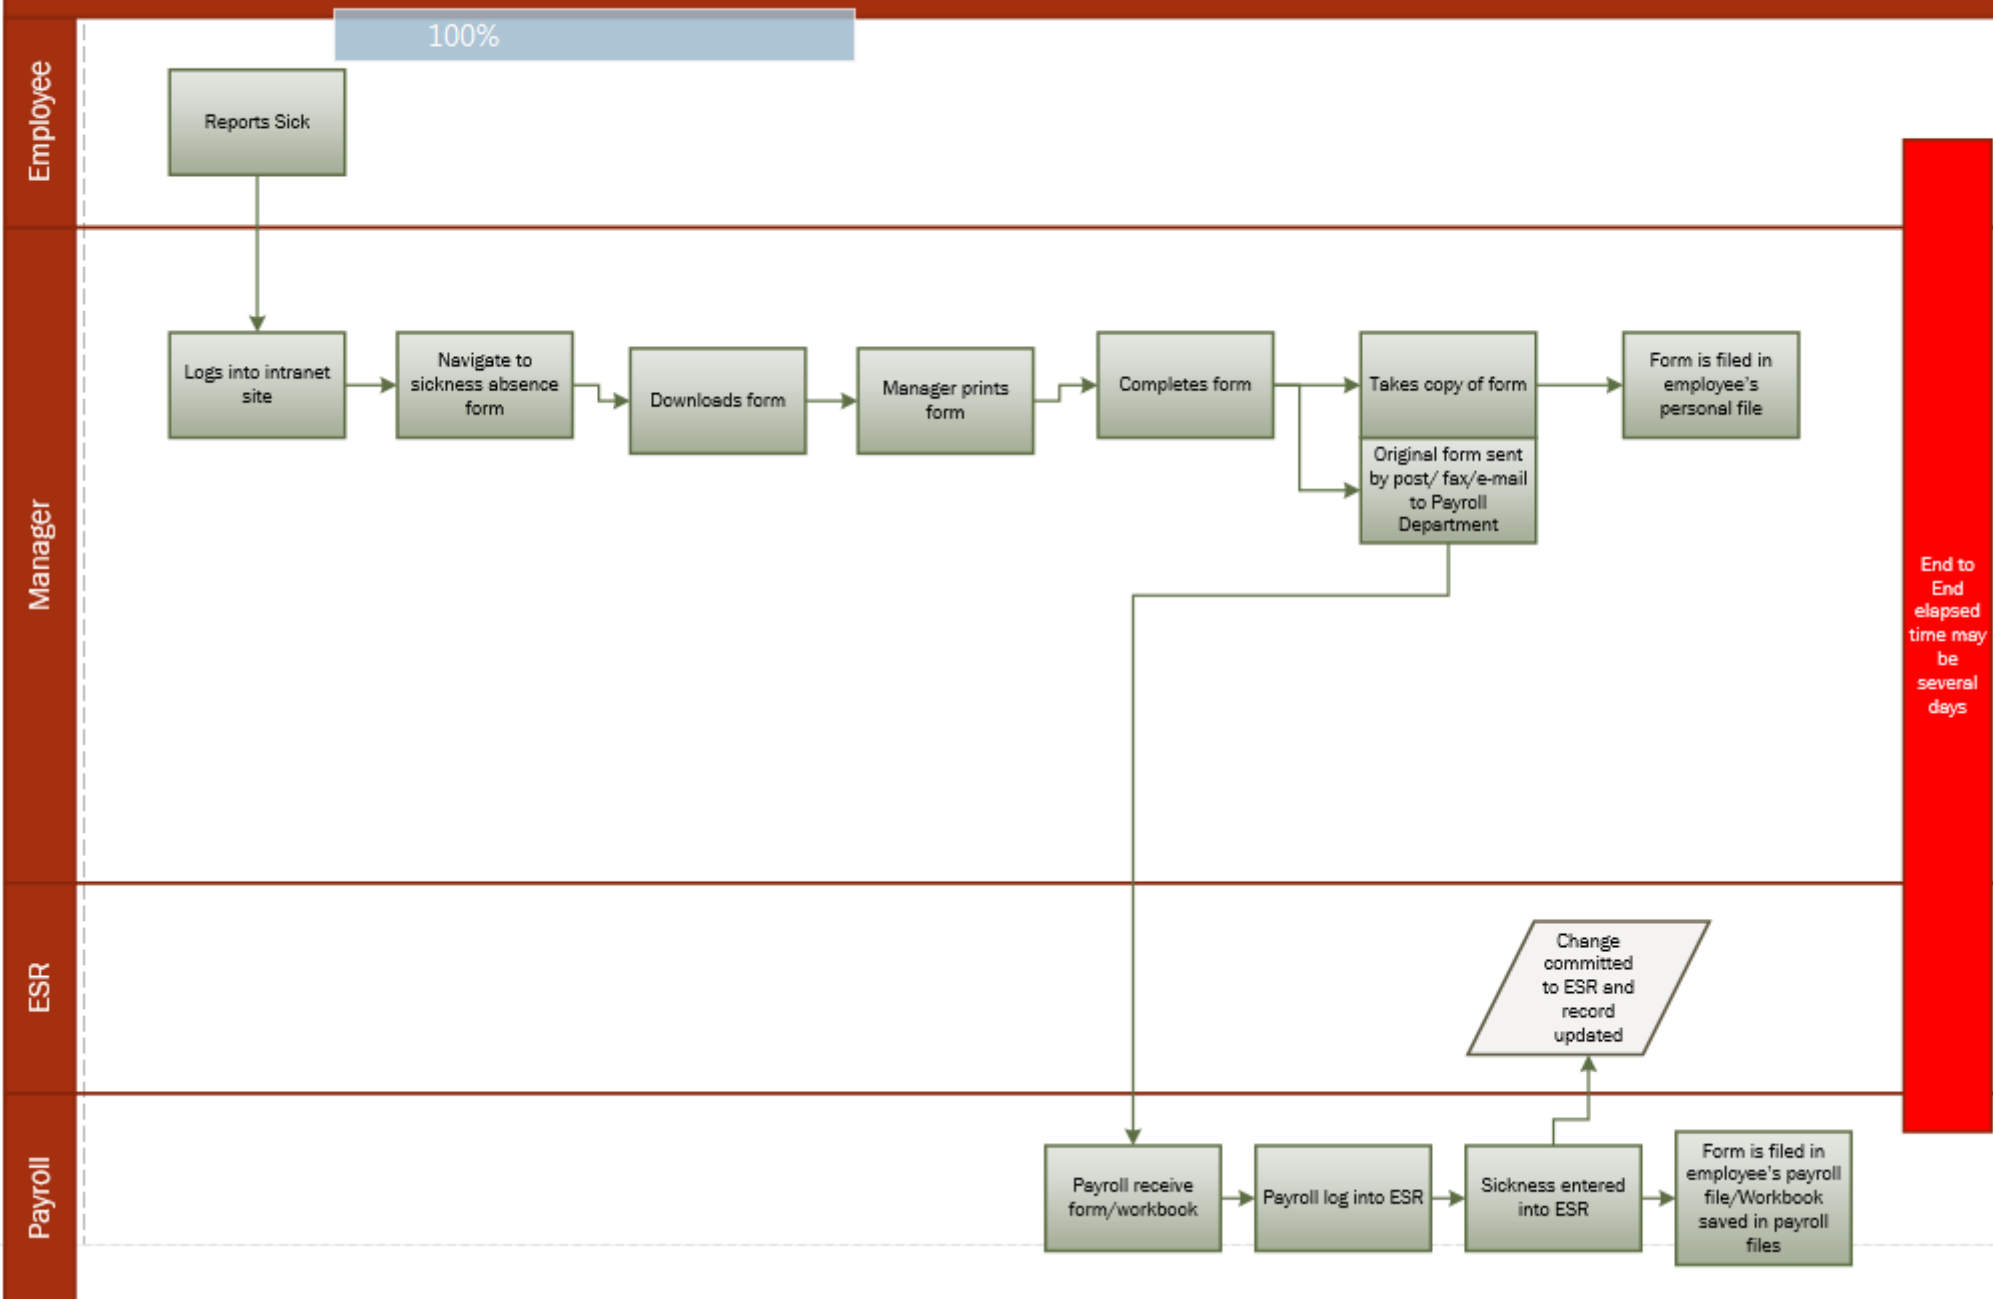 100%
Employee
Reports Sick
Manager
Logs into intranet
site
Navigate to
sickness absence
form
Downloads form
Manager prints
form
Completes form
Takes copy of form
Form is filed in
employee's
personal file
Original form sent
by post/ fax/e-mail
to Payroll
Department
End to
End
elapsed
time may
be
several
days
ESR
Change
committed
to ESR and
record
updated
Payroll
Payroll receive
form/workbook
Payroll log into ESR
Sickness entered
into ESR
Form is filed in
employee's payroll
file/Workbook
saved in payroll
files